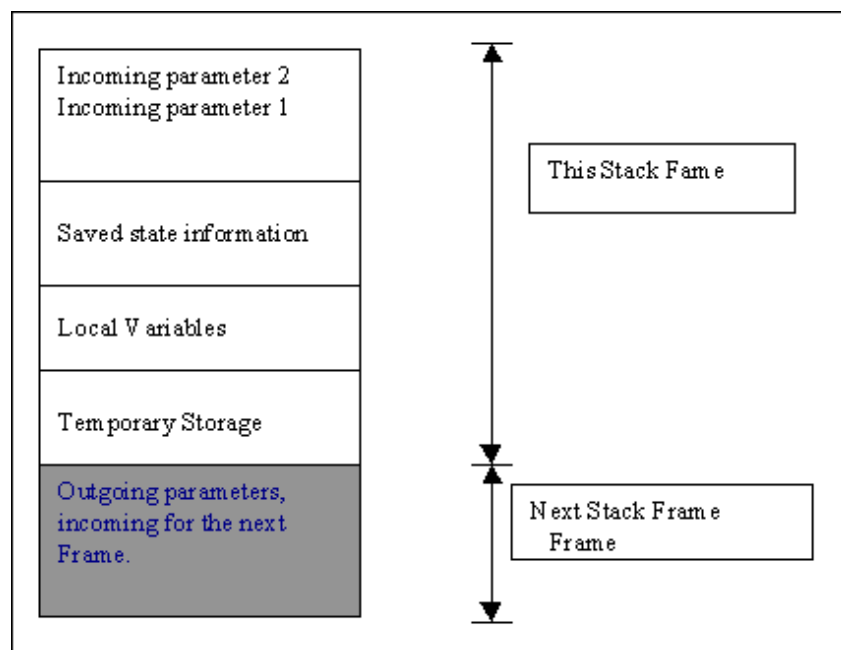 Incoming parameter 2
Incoming parameter 1
This Stack Fame
Saved state information
Local Variables
Temporary Storage
Outgoing parameters,
incoming for the next
Frame.
Next Stack Frame
Frame